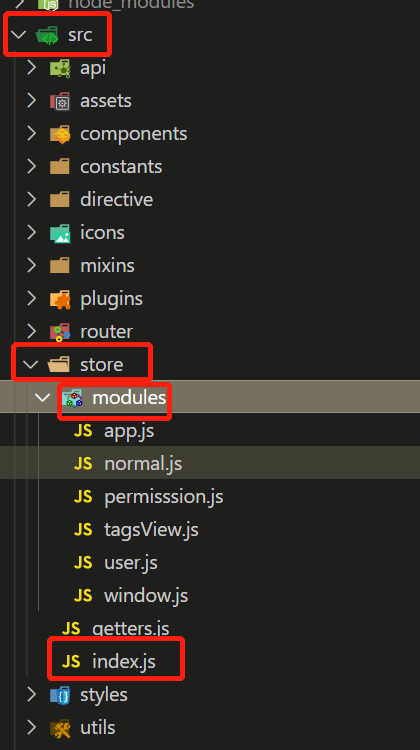 node_modules
src
api
assets
components
constants
directive
icons
mixins
plugins
router
store
modules
JS app.js
JS normal.js
JS permisssion.js
JS tagsView.js
JS user.js
JS window.js
JS getters.js
JS index.js
styles
utils